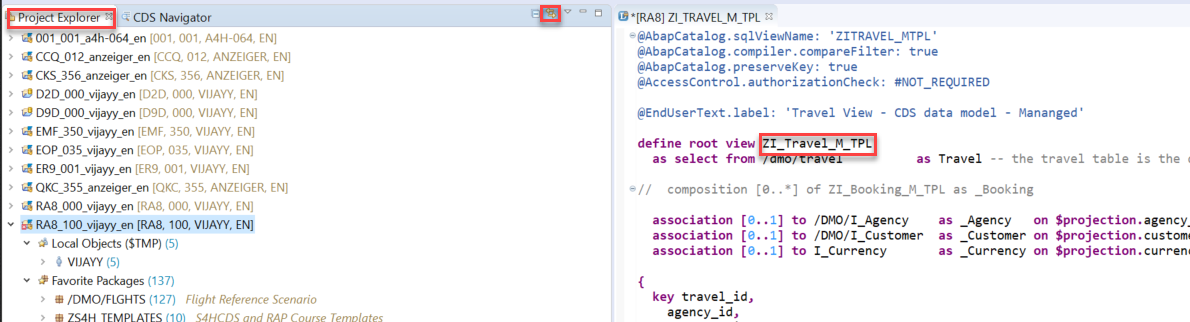 Project Explorer
CDS Navigator
001_001_a4h-064_en [001, 001, A4H-064, EN]
CCQ_012_anzeiger_en [CCQ, 012, ANZEIGER, EN]
CKS_356_anzeiger_en [CKS, 356, ANZEIGER, EN]
D2D_000_vijayy_en [D2D, 000, VIJAYY, EN]
D9D_000_vijayy_en [D9D, 000, VIJAYY, EN]
EMF_350_vijayy_en [EMF, 350, VIJAYY, EN]
EOP_035_vijayy_en [EOP, 035, VIJAYY, EN]
ER9_001_vijayy_en [ER9, 001, VIJAYY, EN]
QKC_355_anzeiger_en [QKC, 355, ANZEIGER, EN]
RA8_000_vijayy_en [RA8, 000, VIJAYY, EN]
RA8_100_vijayy_en [RA8, 100, VIJAYY, EN]
Local Objects ($TMP) (5)
VIJAYY (5)
Favorite Packages (137)
/DMO/FLGHTS (127) Flight Reference Scenario
ZS4H_TEMPLATES (10) S4HCDS and RAP Course Templates
*[RA8] ZI_TRAVEL_M_TPL
@AbapCatalog.sqlViewName: 'ZITRAVEL_MTPL'
@AbapCatalog.compiler.compareFilter: true
@AbapCatalog.preserveKey: true
@AccessControl.authorizationCheck: #NOT_REQUIRED
@EndUserText.label: 'Travel View - CDS data model - Mananged'
define root view ZI_Travel_M_TPL
as select from /dmo/travel as Travel -- the travel table is the
// composition [0..*] of ZI_Booking_M_TPL as _Booking
association [0..1] to /DMO/I_Agency as _Agency on $projection.agency_
association [0..1] to /DMO/I_Customer as _Customer on $projection.custome
association [0..1] to I_Currency as _Currency on $projection.curren
{
key travel_id,
agency_id,